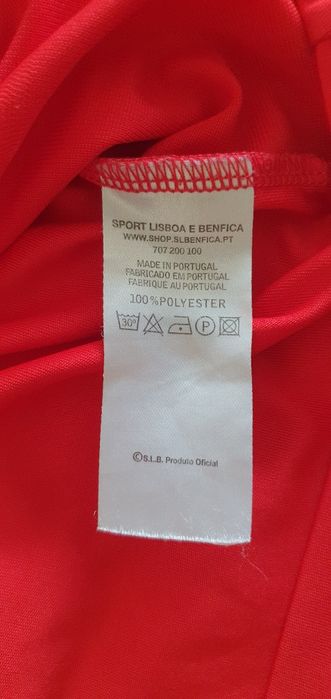 SPORT LISBOA E BENFICA
WWW.SHOP.SLBENFICA.PT
707 200 100
MADE IN PORTUGAL
FABRICADO EM PORTUGAL
FABRIQUE AU PORTUGAL
100%POLYESTER
30° P
©S.L.B. Produto Oficial